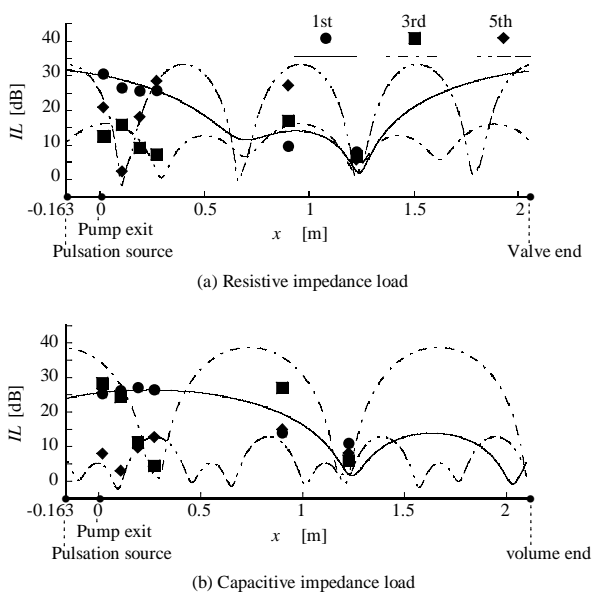 1st 3rd 5th
40
30
20
10
0
IL [dB]
-0.163 0 0.5 1 1.5 2
Pump exit
x [m]
Pulsation source
Valve end
(a) Resistive impedance load
40
30
20
10
0
IL [dB]
-0.163 0 0.5 1 1.5 2
Pump exit
x [m]
Pulsation source
volume end
(b) Capacitive impedance load